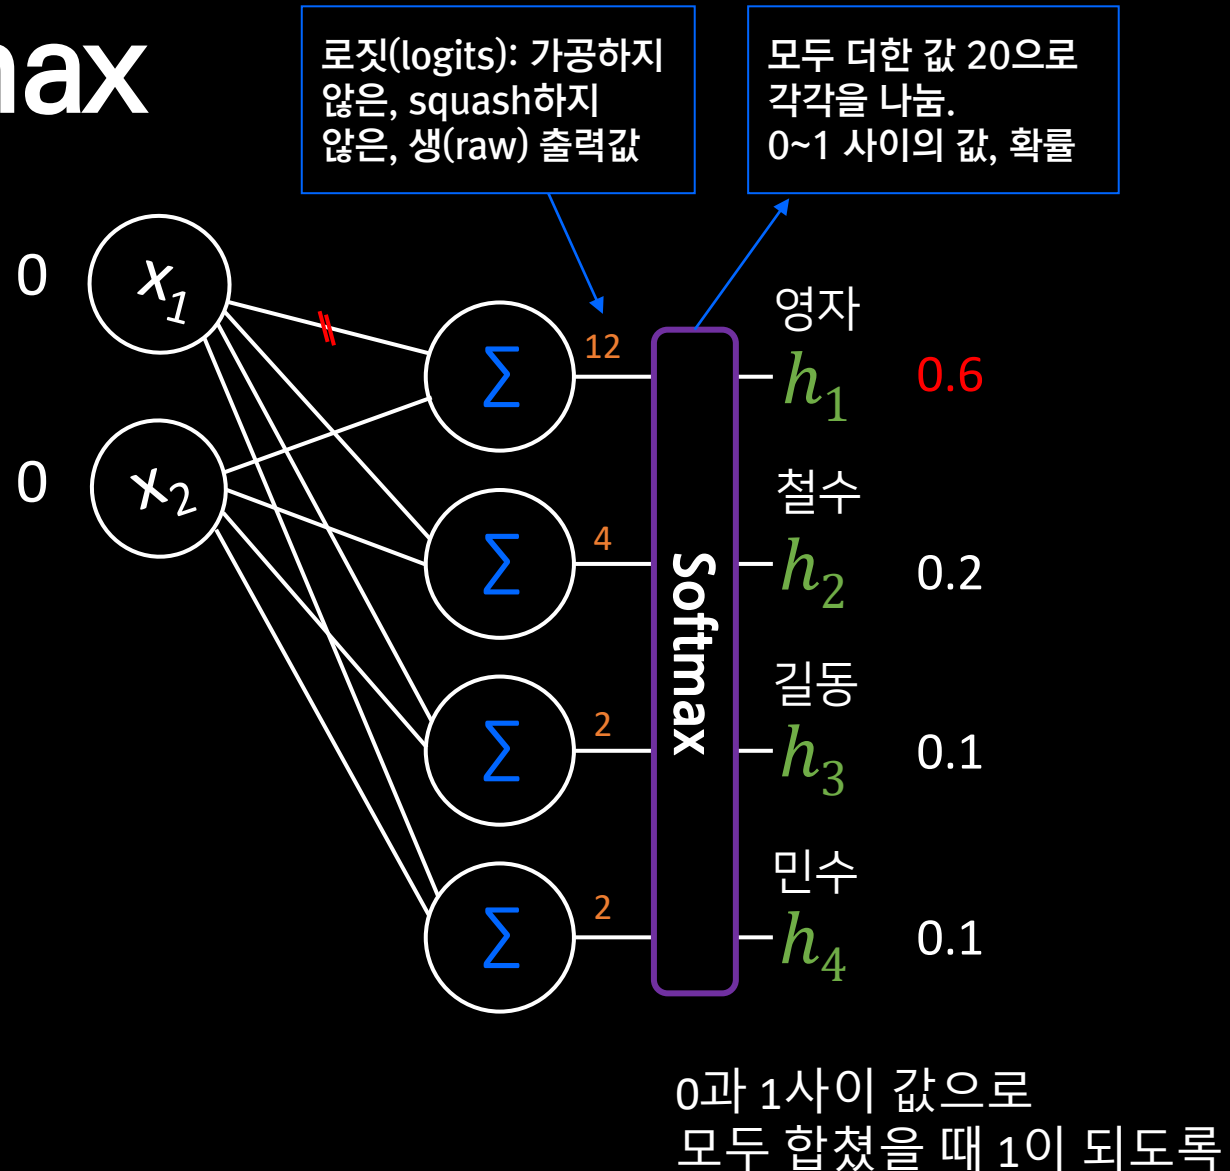 max
로짓(logits): 가공하지
않은, squash하지
않은, 생(raw) 출력값
모두 더한 값 20으로
각각을 나눔.
0~1 사이의 값, 확률
0
x1
0
x2
Σ
12
Σ
4
Σ
2
Σ
2
Softmax
영자
h1
0.6
철수
h2
0.2
길동
h3
0.1
민수
h4
0.1
0과 1사이 값으로
모두 합쳤을 때 1이 되도록